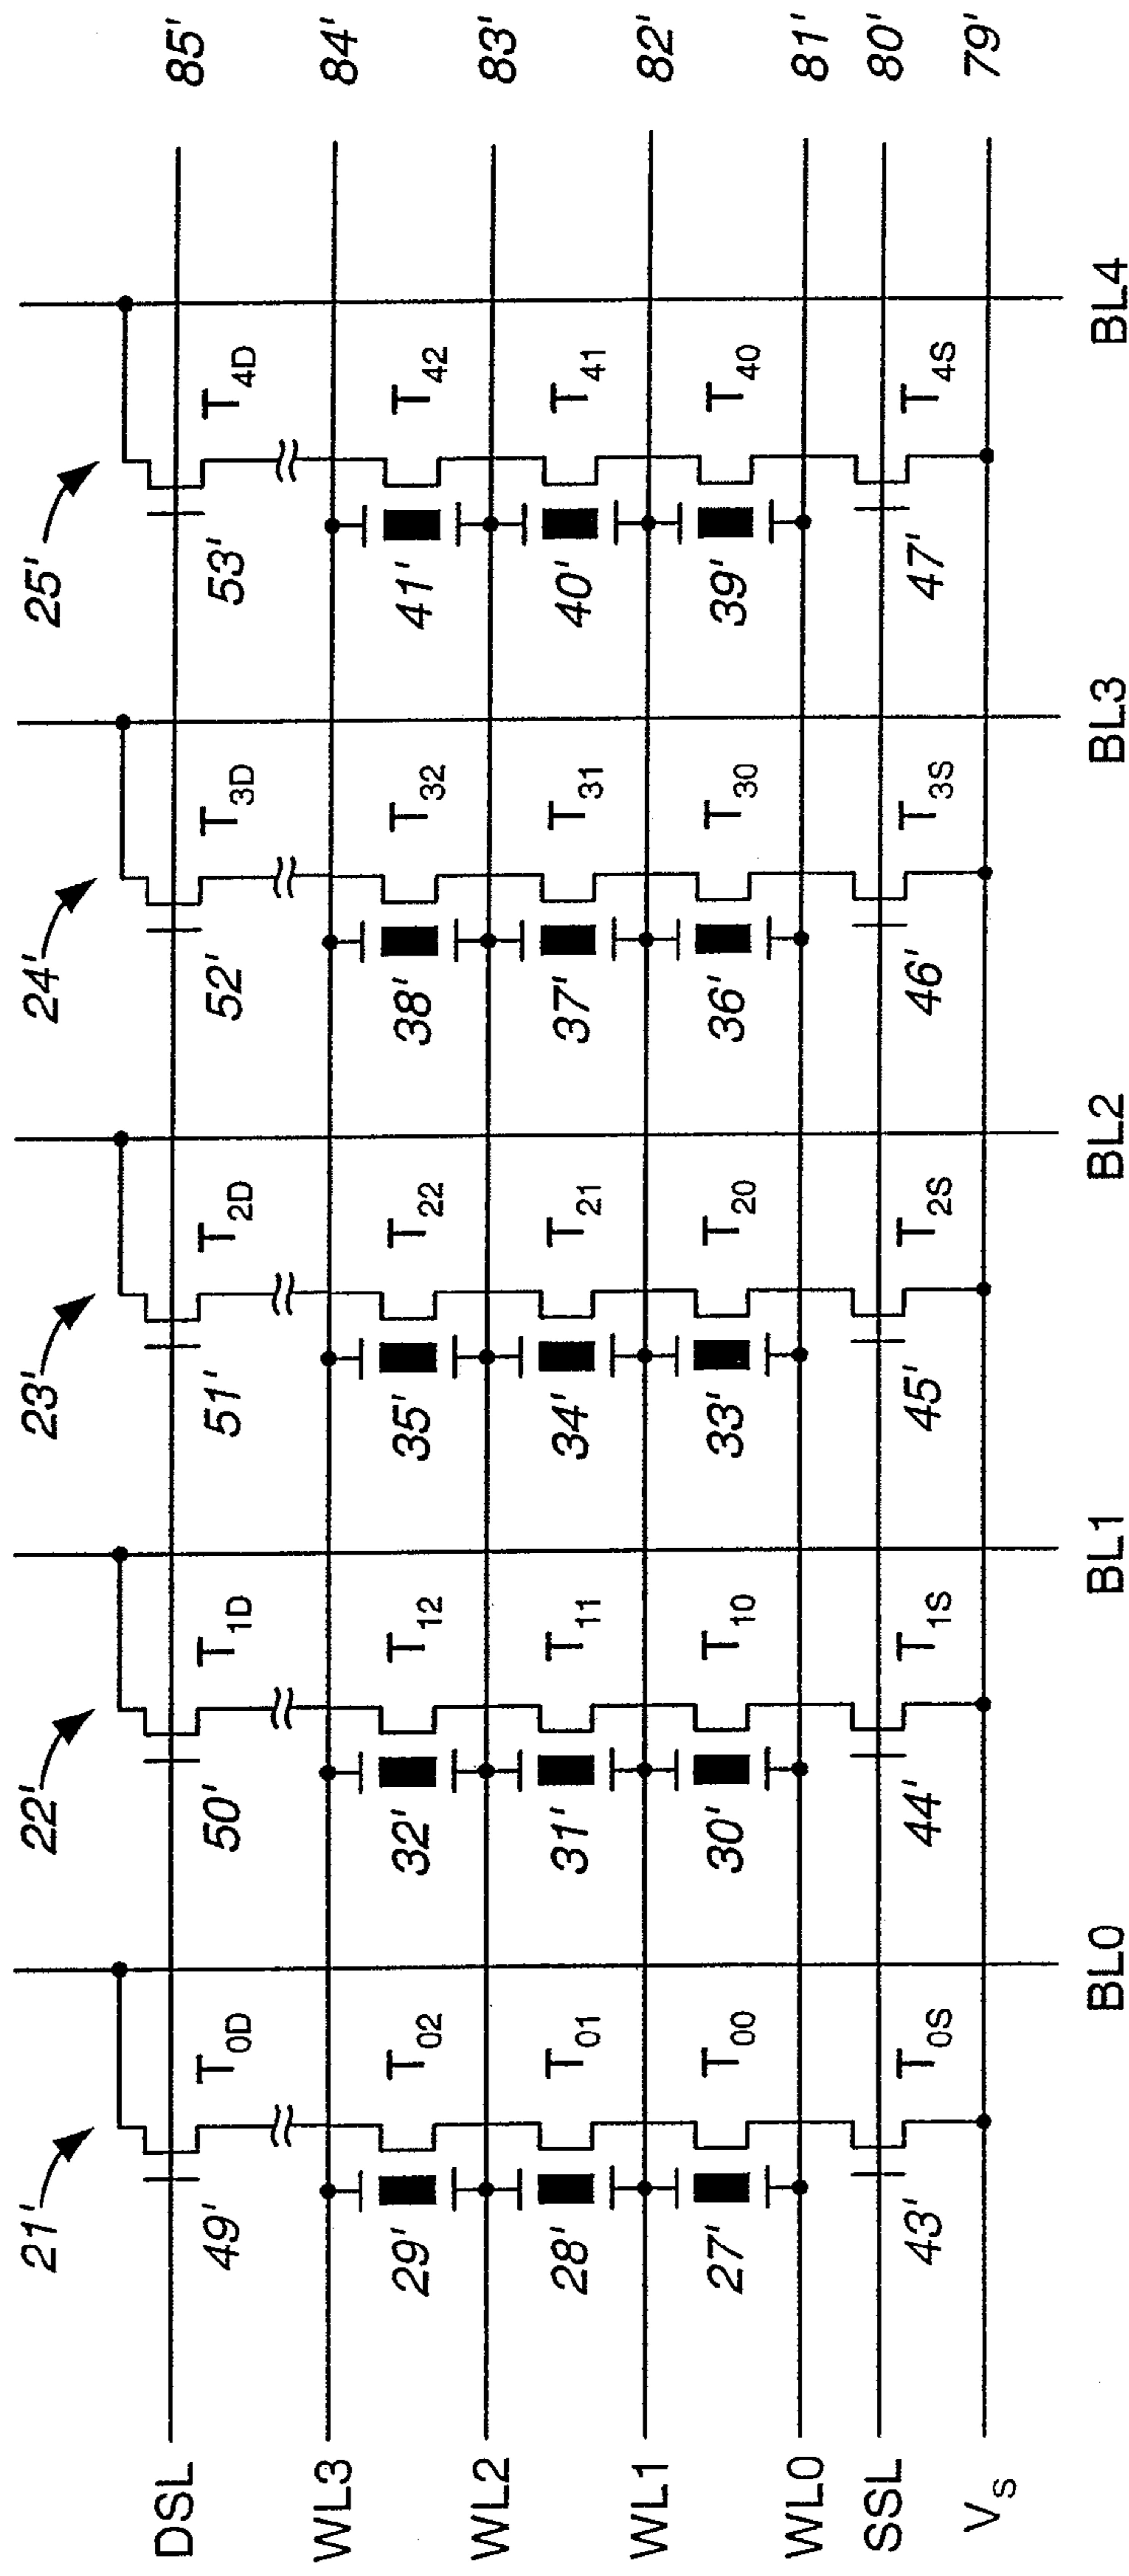 21' 22' 23' 24' 25'
DSL 49' T0D 50' T1D 51' T2D 52' T3D 53' T4D 85'
WL3 84'
29' T02 32' T12 35' T22 38' T32 41' T42
WL2 83'
28' T01 31' T11 34' T21 37' T31 40' T41
WL1 82'
27' T00 30' T10 33' T20 36' T30 39' T40
WL0 81'
SSL 80'
43' T0S 44' T1S 45' T2S 46' T3S 47' T4S
VS 79'
BL0 BL1 BL2 BL3 BL4